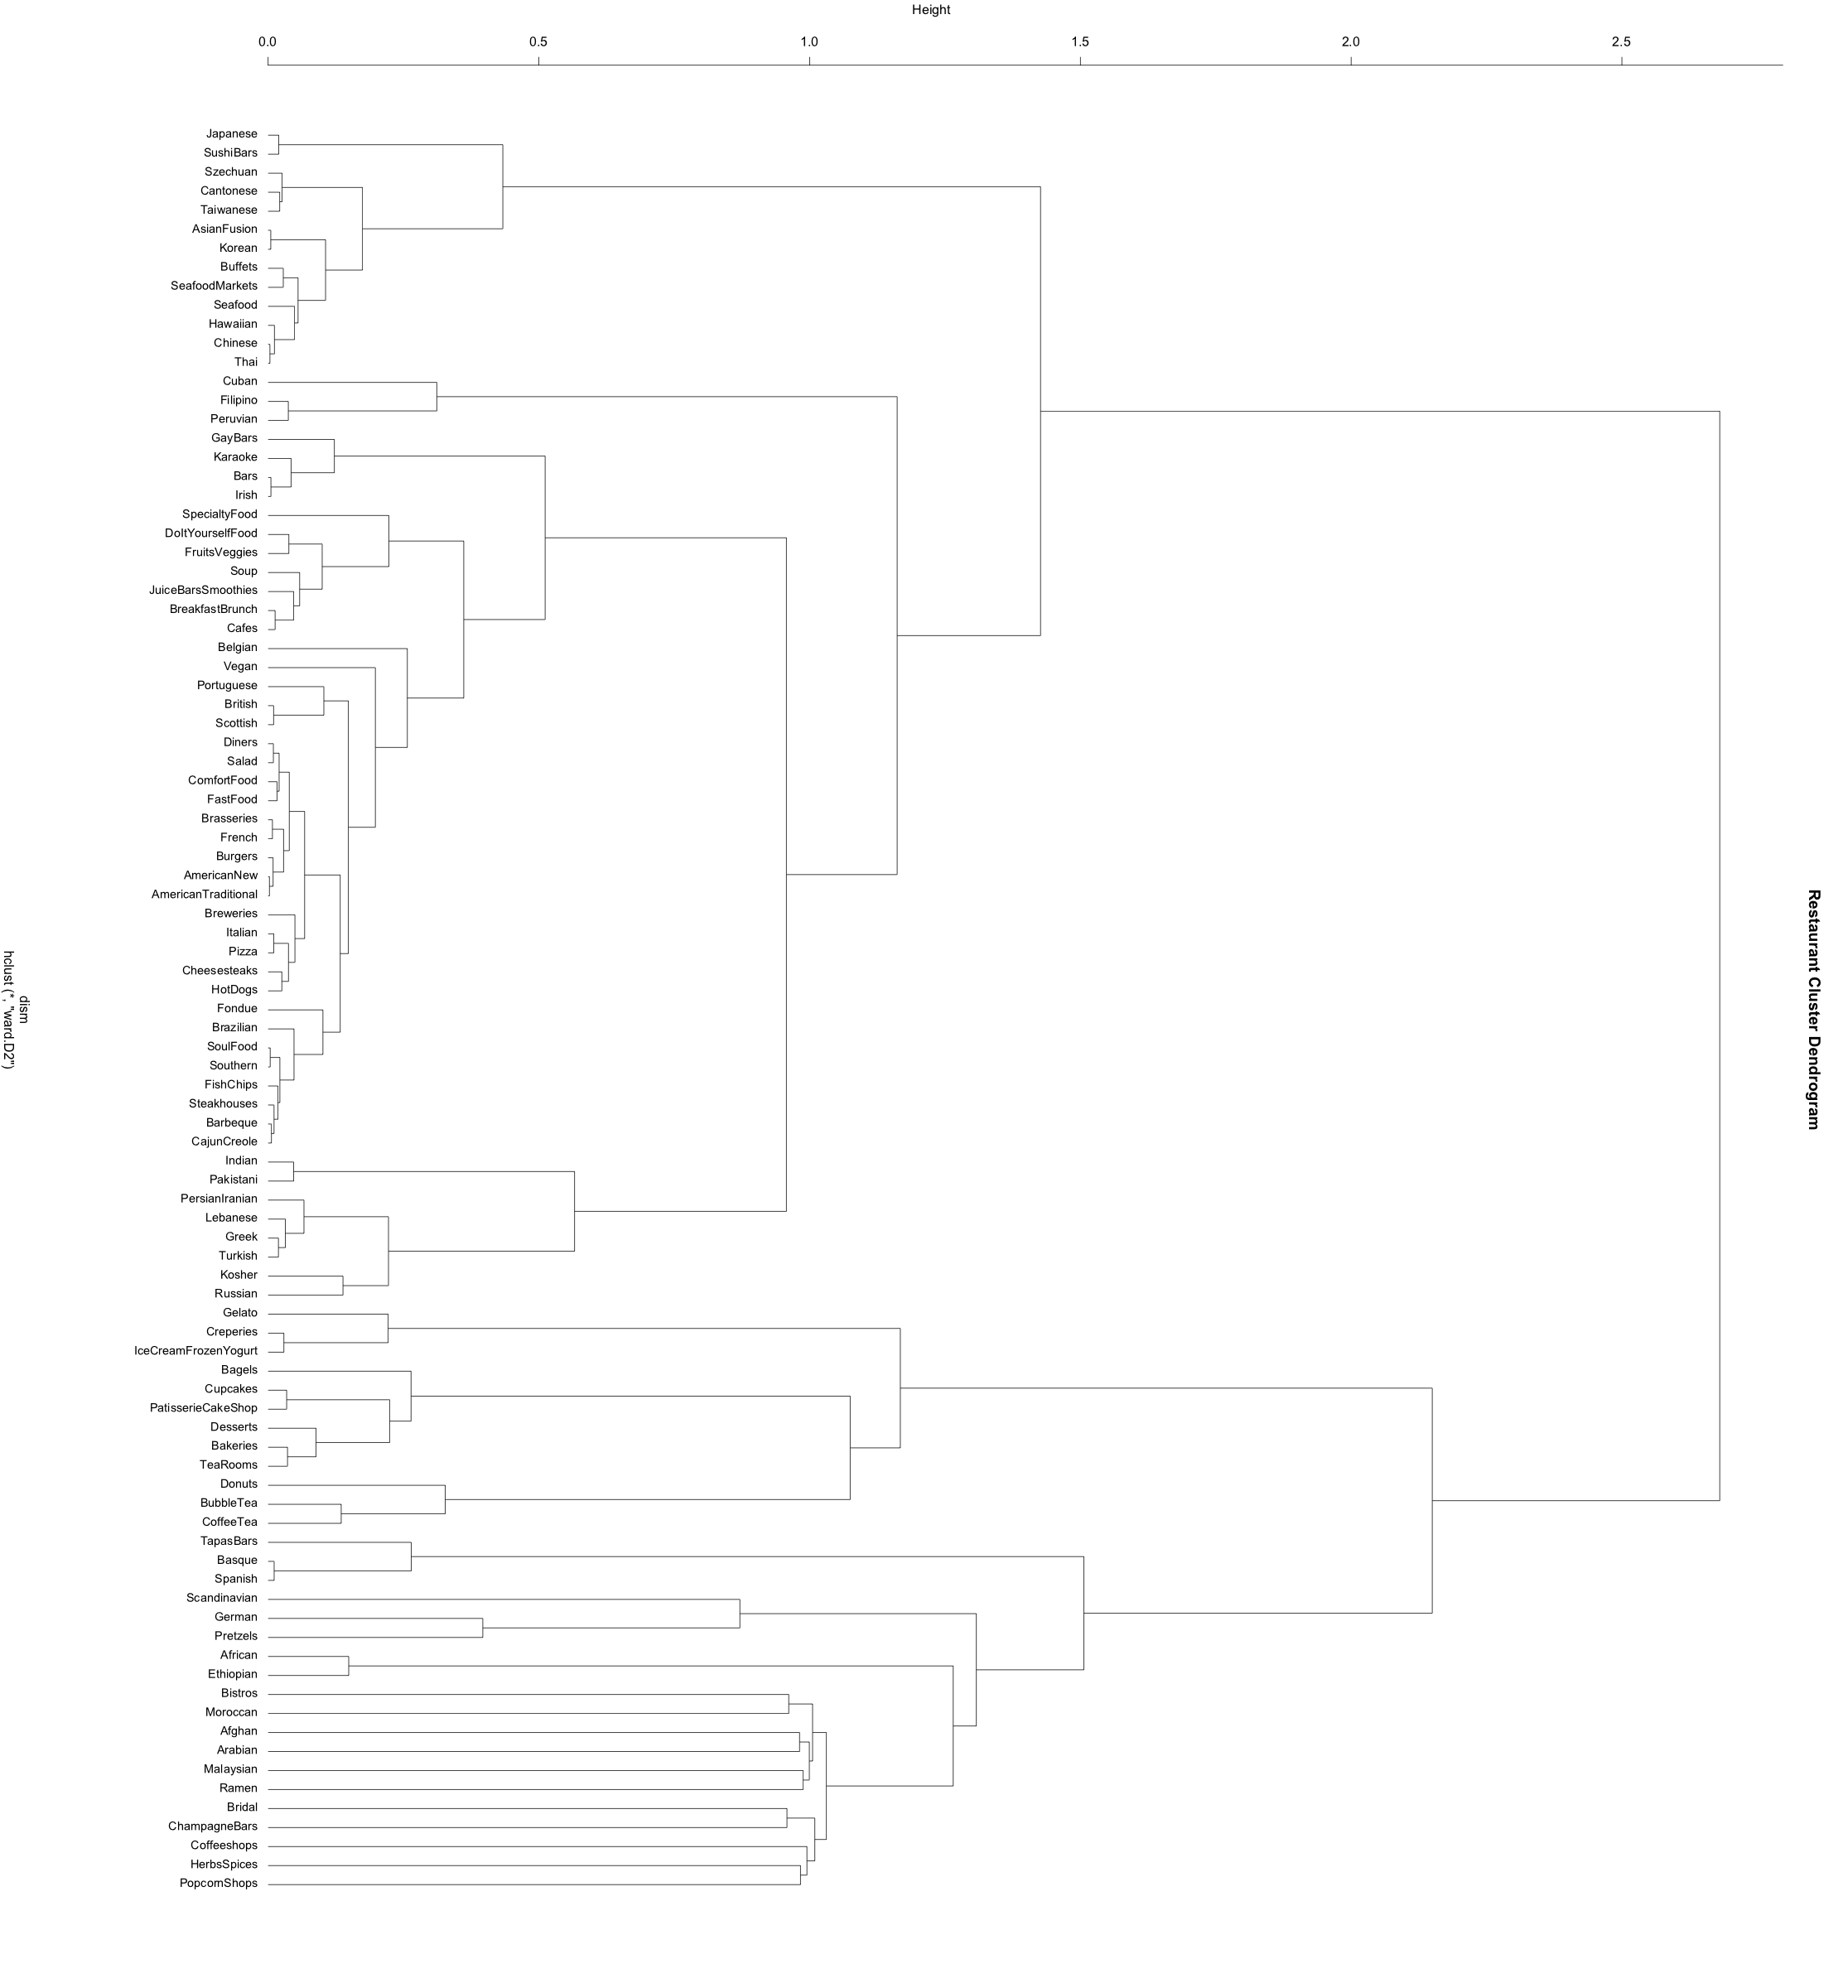 Height
0.0 0.5 1.0 1.5 2.0 2.5
Japanese
SushiBars
Szechuan
Cantonese
Taiwanese
AsianFusion
Korean
Buffets
SeafoodMarkets
Seafood
Hawaiian
Chinese
Thai
Cuban
Filipino
Peruvian
GayBars
Karaoke
Bars
Irish
SpecialtyFood
DoItYourselfFood
FruitsVeggies
Soup
JuiceBarsSmoothies
BreakfastBrunch
Cafes
Belgian
Vegan
Portuguese
British
Scottish
Diners
Salad
ComfortFood
FastFood
Brasseries
French
Burgers
AmericanNew
AmericanTraditional
Breweries
Italian
Pizza
Cheesesteaks
HotDogs
Fondue
Brazilian
SoulFood
Southern
FishChips
Steakhouses
Barbeque
CajunCreole
Indian
Pakistani
PersianIranian
Lebanese
Greek
Turkish
Kosher
Russian
Gelato
Creperies
IceCreamFrozenYogurt
Bagels
Cupcakes
PatisserieCakeShop
Desserts
Bakeries
TeaRooms
Donuts
BubbleTea
CoffeeTea
TapasBars
Basque
Spanish
Scandinavian
German
Pretzels
African
Ethiopian
Bistros
Moroccan
Afghan
Arabian
Malaysian
Ramen
Bridal
ChampagneBars
Coffeeshops
HerbsSpices
PopcornShops
Restaurant Cluster Dendrogram
dism
hclust (*, "ward.D2")